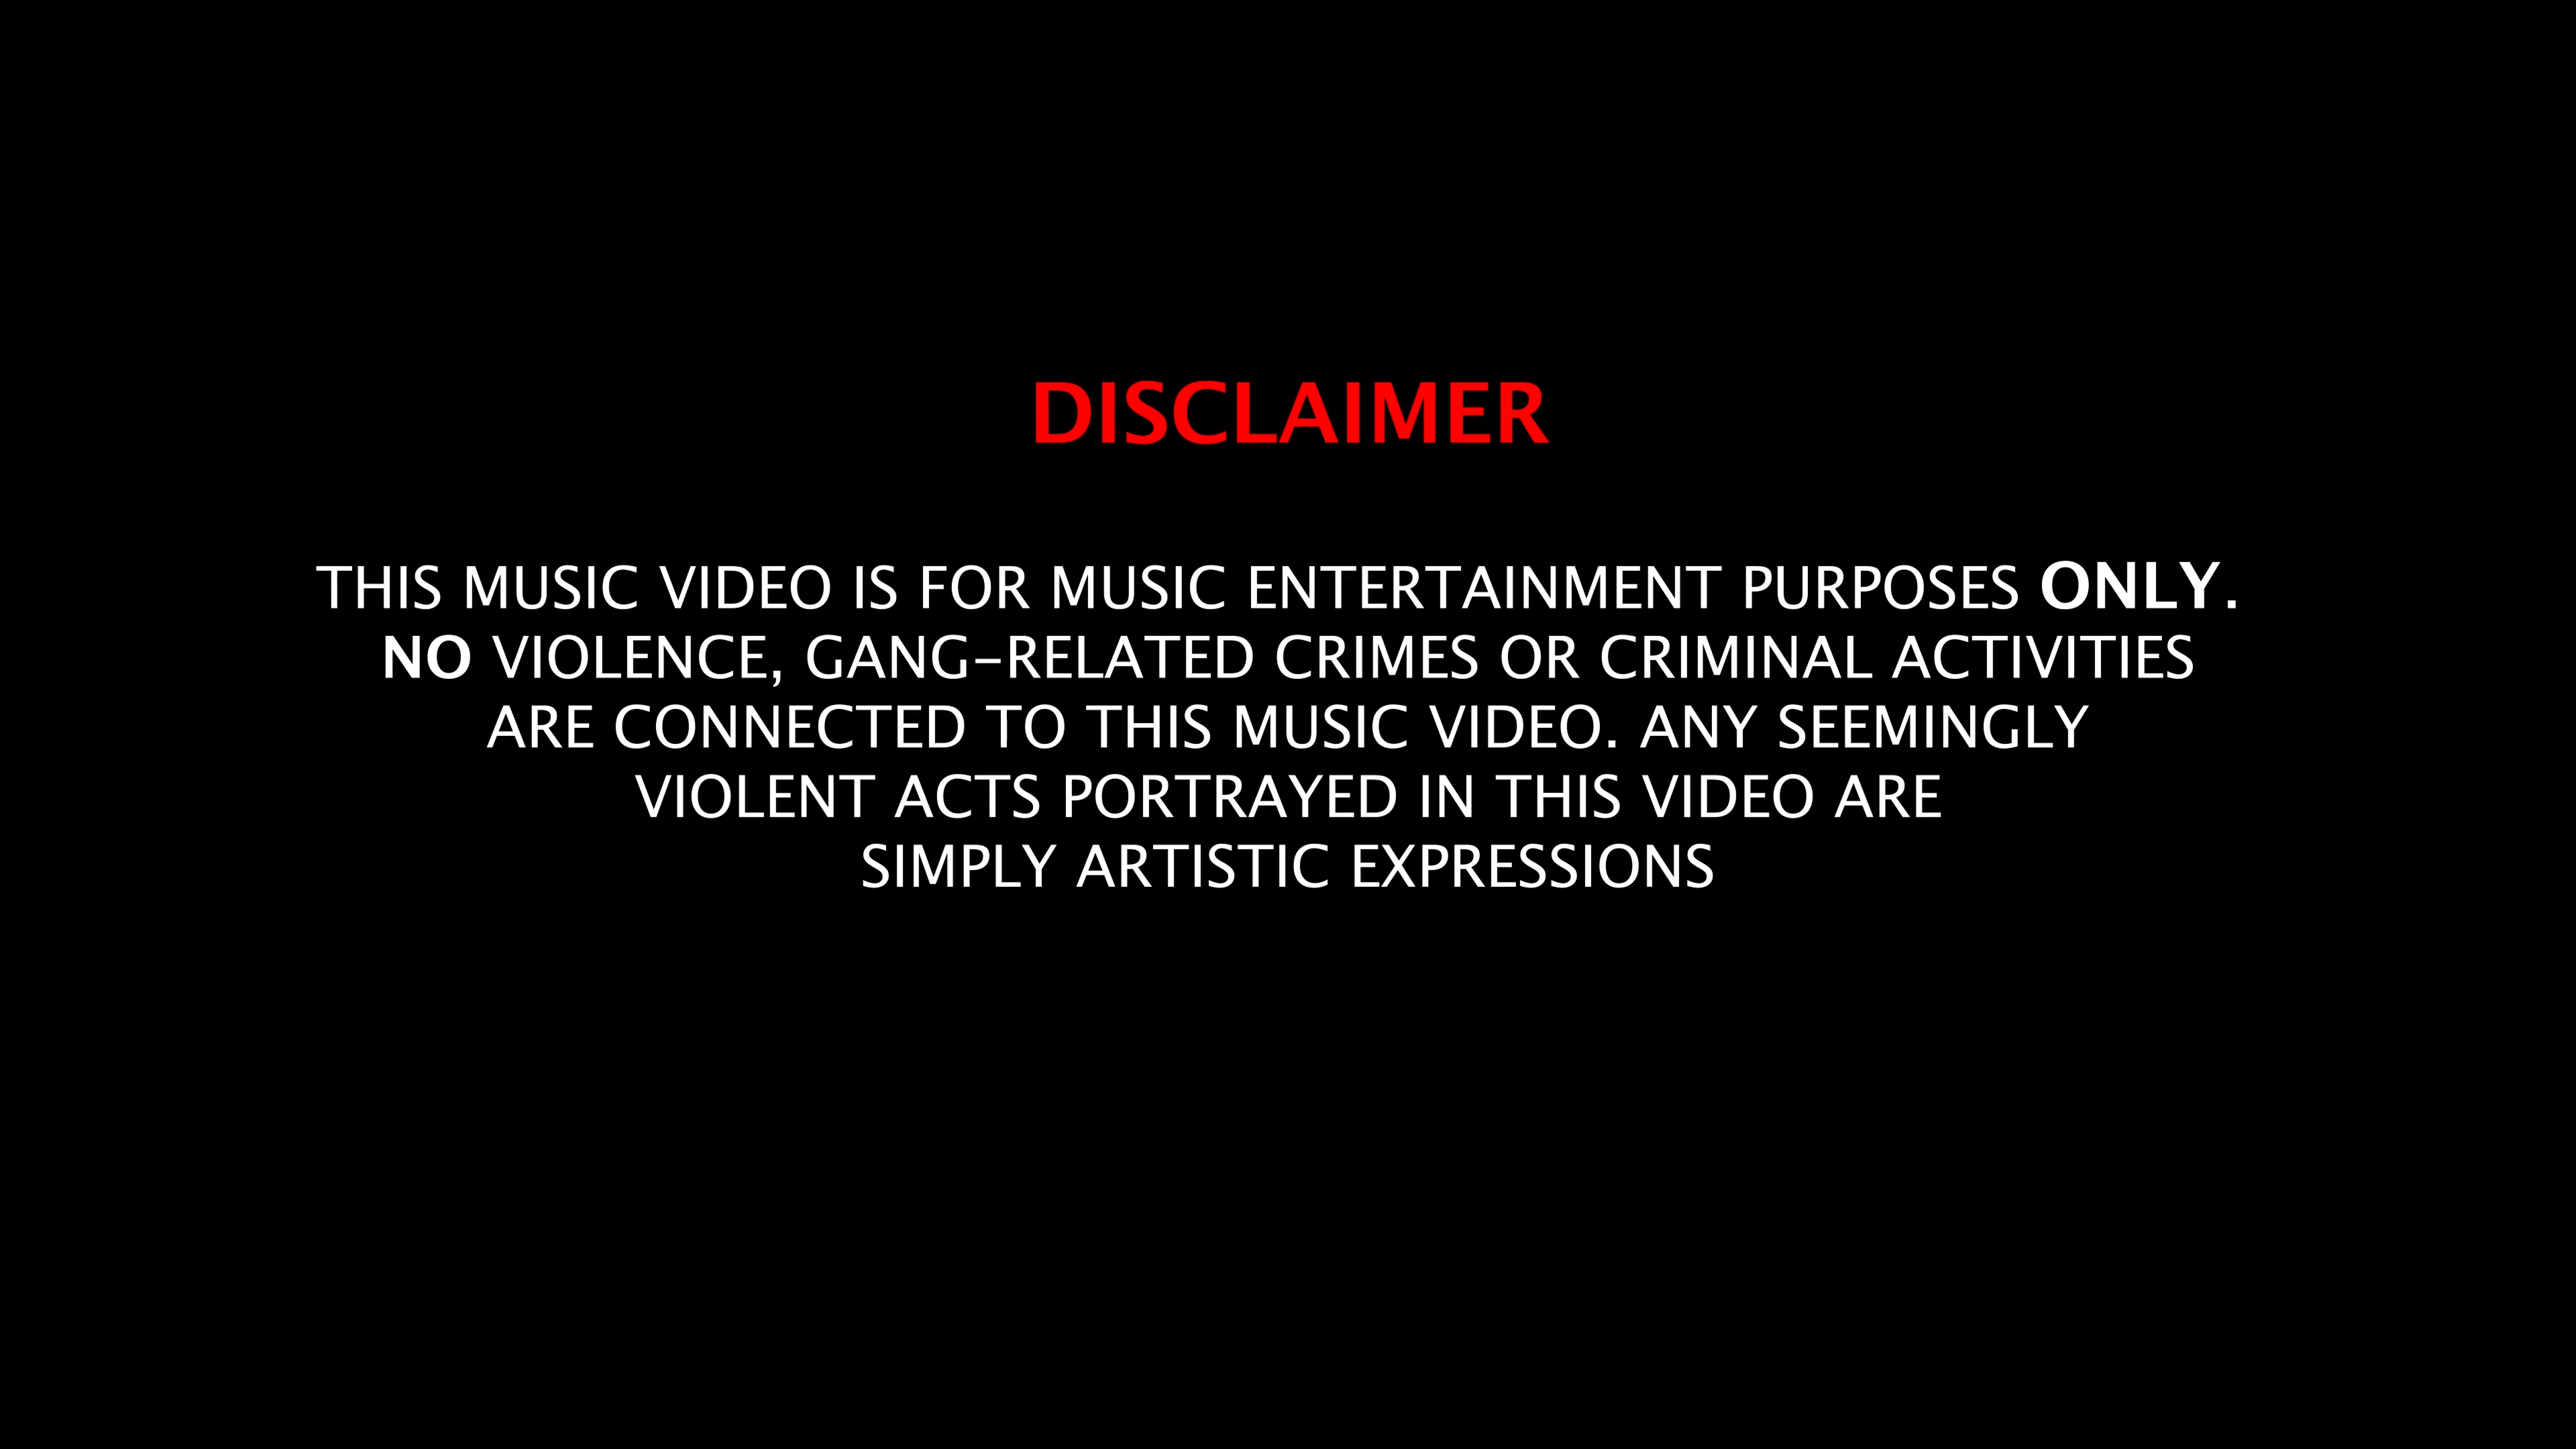 DISCLAIMER
THIS MUSIC VIDEO IS FOR MUSIC ENTERTAINMENT PURPOSES ONLY.
NO VIOLENCE, GANG-RELATED CRIMES OR CRIMINAL ACTIVITIES
ARE CONNECTED TO THIS MUSIC VIDEO. ANY SEEMINGLY
VIOLENT ACTS PORTRAYED IN THIS VIDEO ARE
SIMPLY ARTISTIC EXPRESSIONS